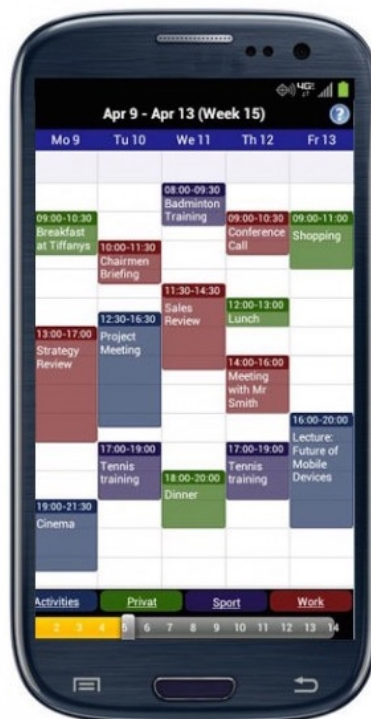 4G
Apr 9 - Apr 13 (Week 15)
?
Mo 9
Tu 10
We 11
Th 12
Fr 13
09:00-10:30
Breakfast
at Tiffanys
13:00-17:00
Strategy
Review
19:00-21:30
Cinema
10:00-11:30
Chairmen
Briefing
12:30-16:30
Project
Meeting
17:00-19:00
Tennis
training
08:00-09:30
Badminton
Training
11:30-14:30
Sales
Review
18:00-20:00
Dinner
09:00-10:30
Conference
Call
12:00-13:00
Lunch
14:00-16:00
Meeting
with Mr
Smith
17:00-19:00
Tennis
training
09:00-11:00
Shopping
16:00-20:00
Lecture:
Future of
Mobile
Devices
Activities
Privat
Sport
Work
2 3 4 5 6 7 8 9 10 11 12 13 14